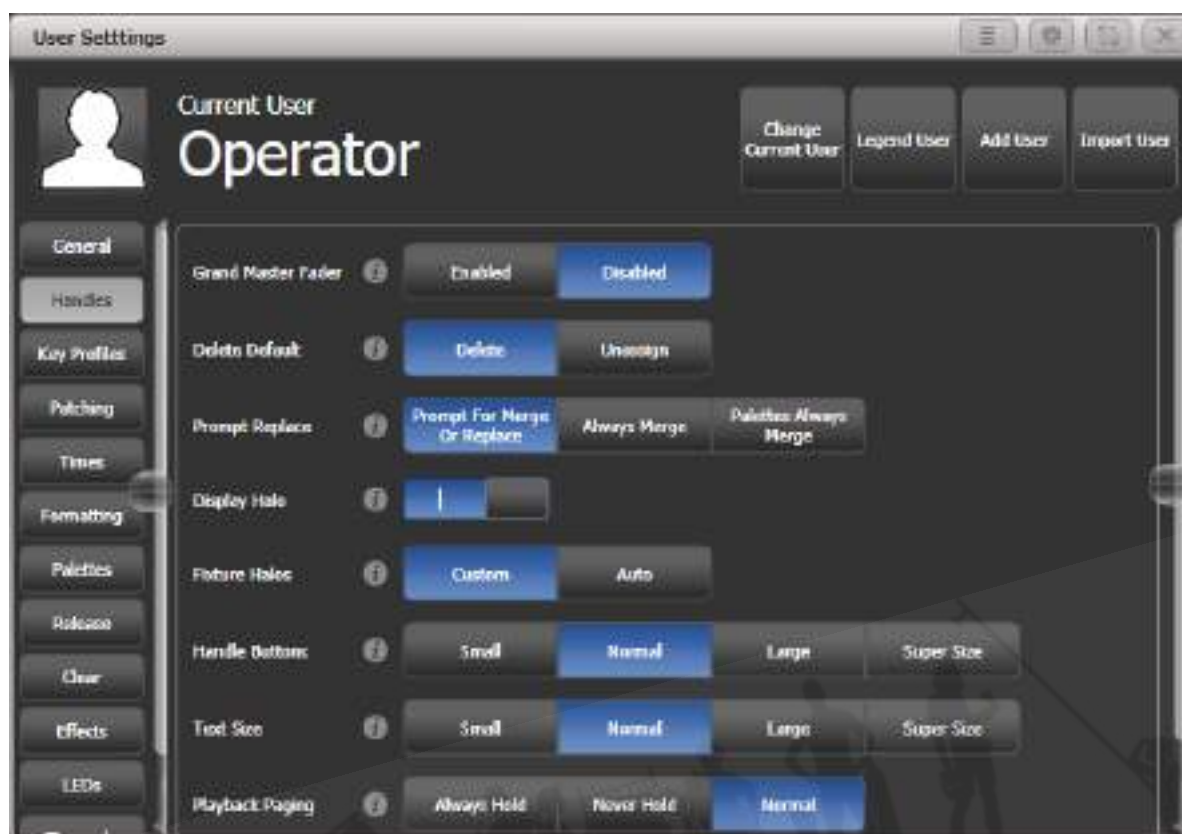 User Setttings
Current User
Operator
Change
Current User
Legend User
Add User
Import User
General
Handles
Key Profiles
Patching
Times
Formatting
Palettes
Release
Clear
Effects
LEDs
Grand Master Fader
Enabled
Disabled
Delete Default
Delete
Unassign
Prompt Replace
Prompt For Merge
Or Replace
Always Merge
Palettes Always
Merge
Display Halo
Fixture Halos
Custom
Auto
Handle Buttons
Small
Normal
Large
Super Size
Text Size
Small
Normal
Large
Super Size
Playback Paging
Always Hold
Never Hold
Normal